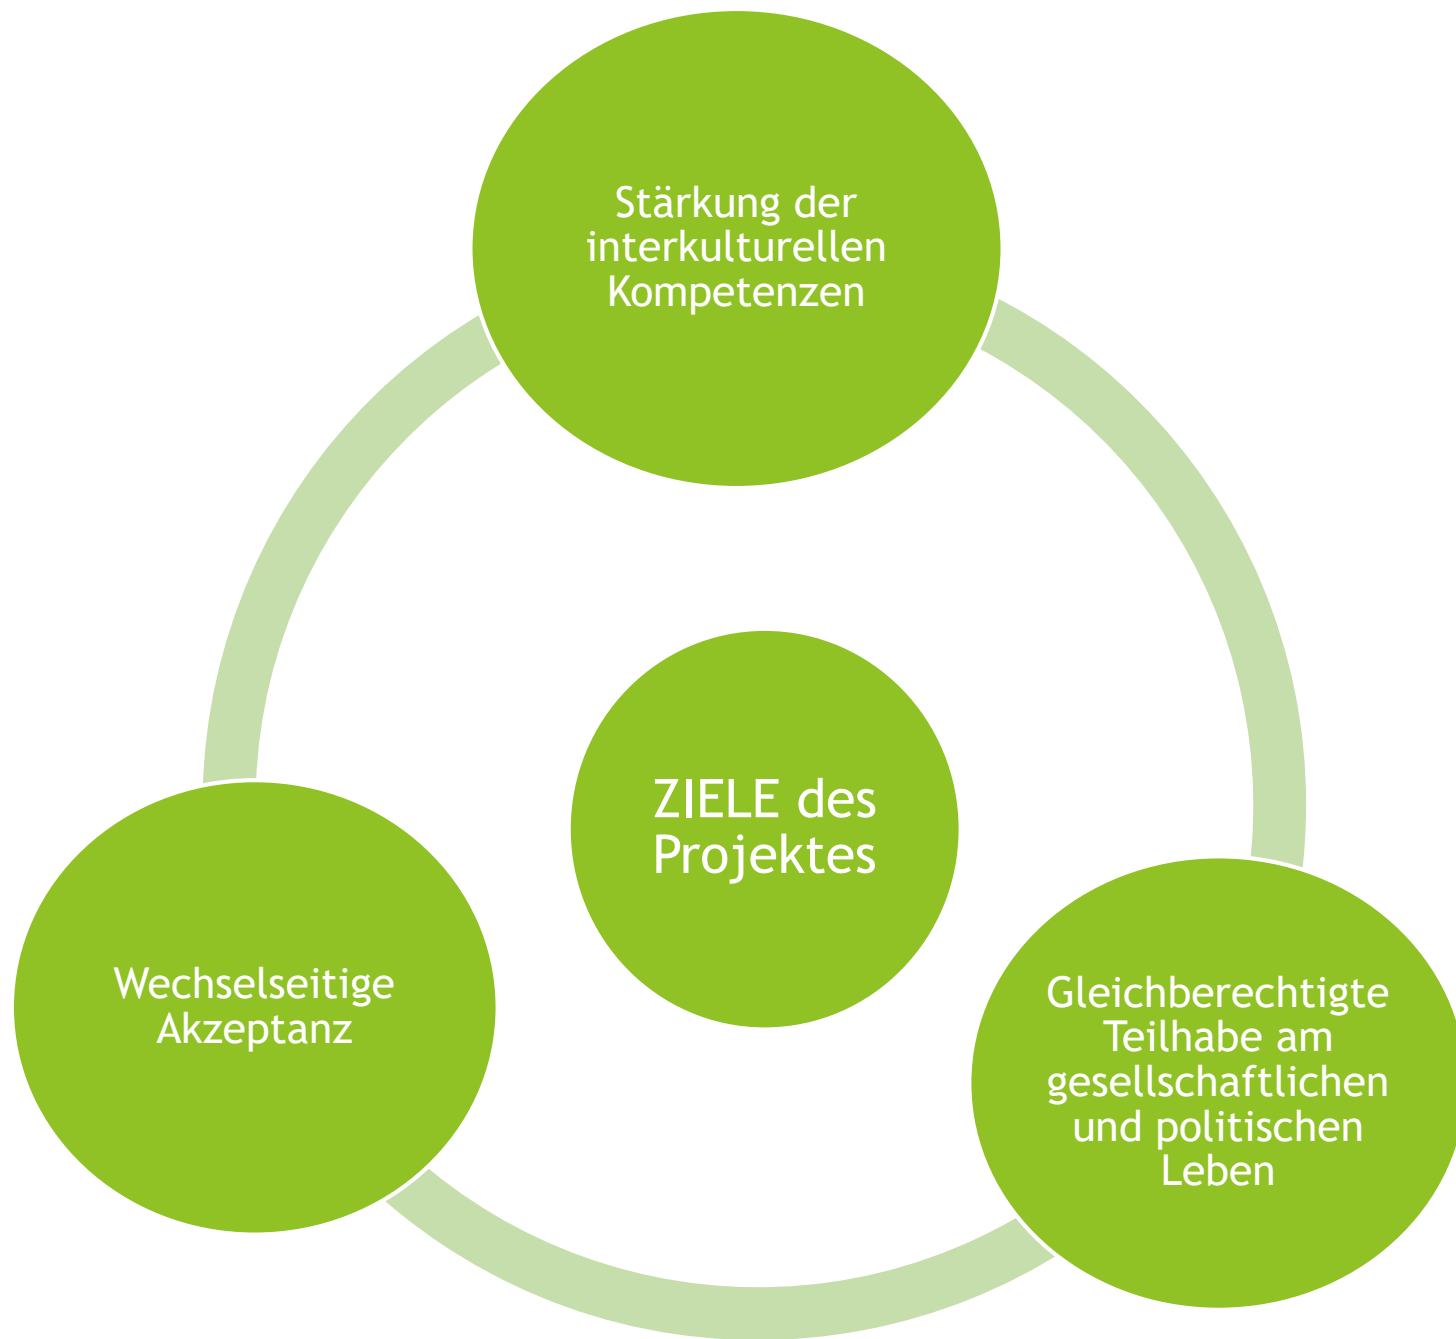 Stärkung der
interkulturellen
Kompetenzen
ZIELE des
Projektes
Wechselseitige
Akzeptanz
Gleichberechtigte
Teilhabe am
gesellschaftlichen
und politischen
Leben